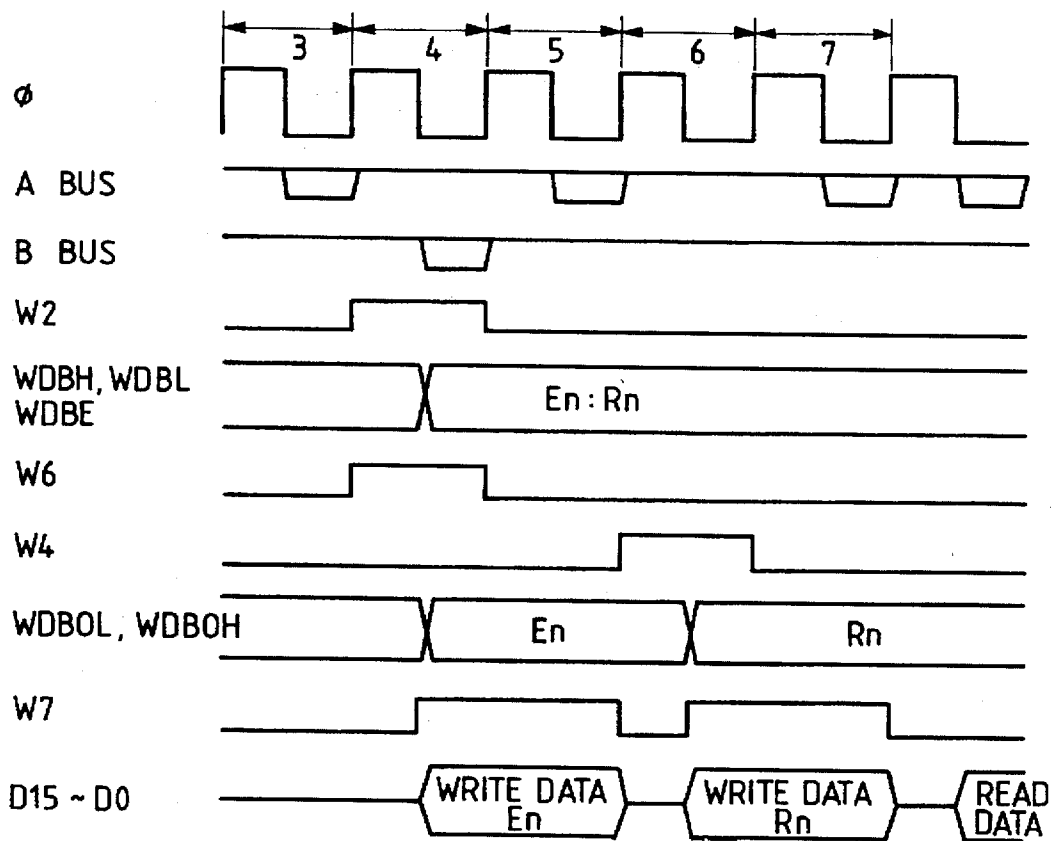 3 4 5 6 7
ø
A BUS
B BUS
W2
WDBH, WDBL
WDBE
En : Rn
W6
W4
WDBOL, WDBOH
En
Rn
W7
D15 ~ D0
WRITE DATA
En
WRITE DATA
Rn
READ
DATA